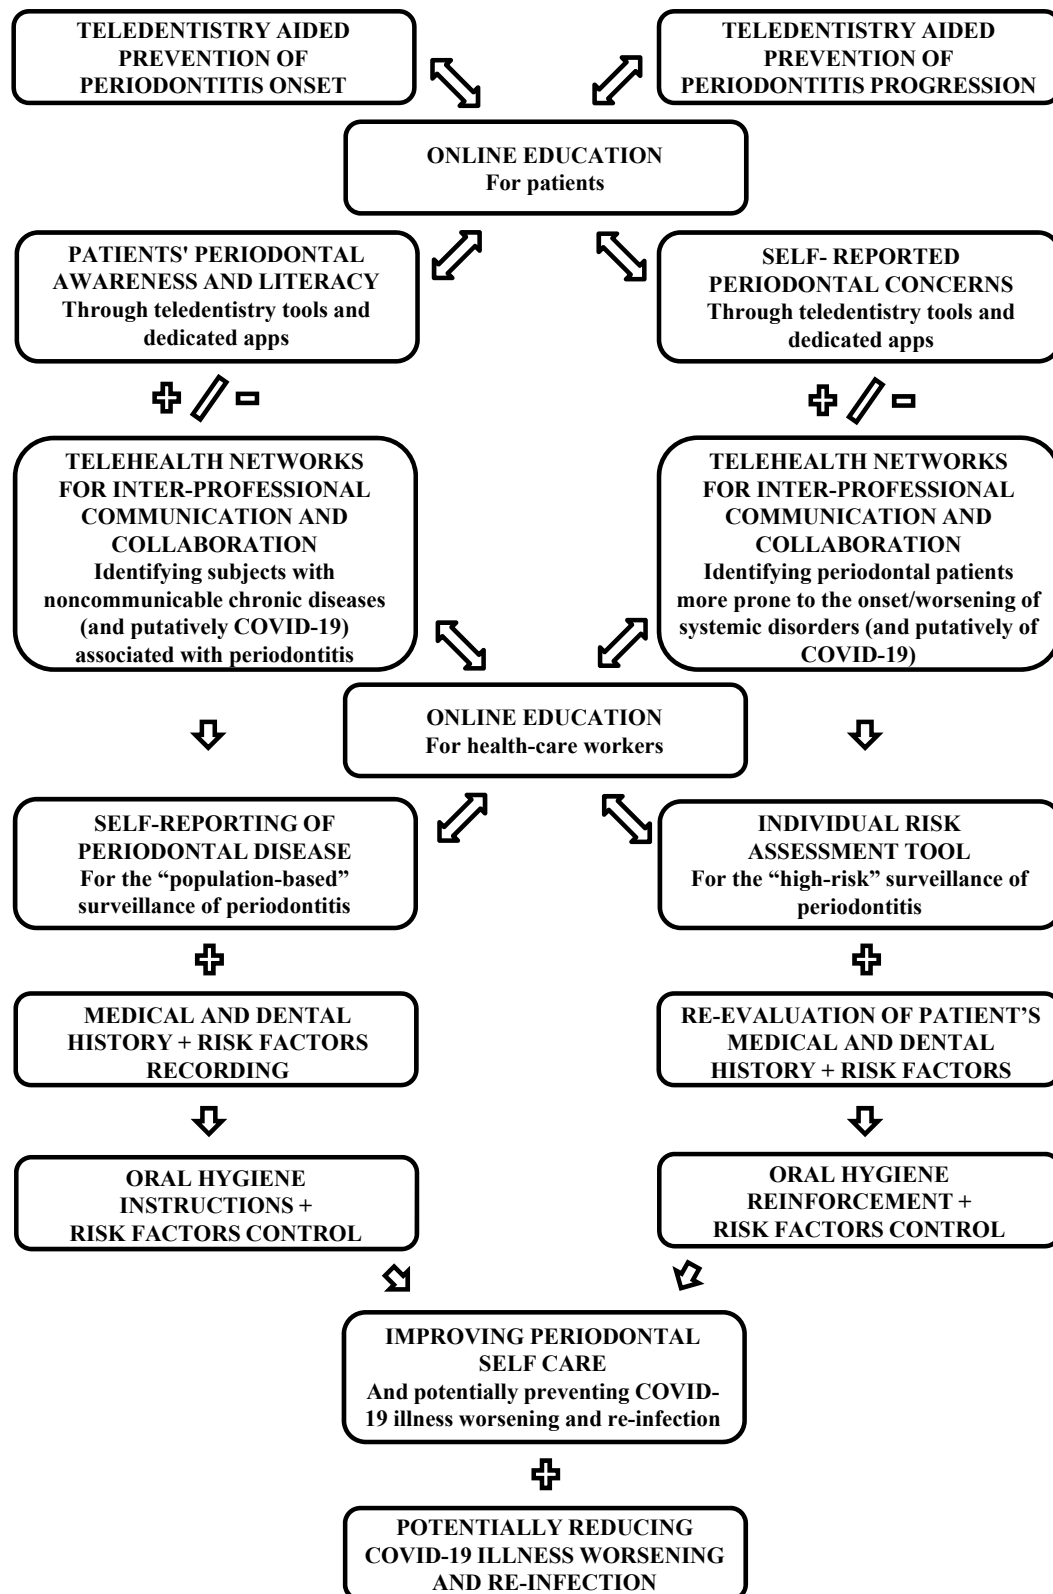 TELEDENTISTRY AIDED
PREVENTION OF
PERIODONTITIS ONSET
TELEDENTISTRY AIDED
PREVENTION OF
PERIODONTITIS PROGRESSION
ONLINE EDUCATION
For patients
PATIENTS' PERIODONTAL
AWARENESS AND LITERACY
Through teledentistry tools and
dedicated apps
SELF- REPORTED
PERIODONTAL CONCERNS
Through teledentistry tools and
dedicated apps
TELEHEALTH NETWORKS
FOR INTER-PROFESSIONAL
COMMUNICATION AND
COLLABORATION
Identifying subjects with
noncommunicable chronic diseases
(and putatively COVID-19)
associated with periodontitis
TELEHEALTH NETWORKS
FOR INTER-PROFESSIONAL
COMMUNICATION AND
COLLABORATION
Identifying periodontal patients
more prone to the onset/worsening of
systemic disorders (and putatively of
COVID-19)
ONLINE EDUCATION
For health-care workers
SELF-REPORTING OF
PERIODONTAL DISEASE
For the “population-based”
surveillance of periodontitis
INDIVIDUAL RISK
ASSESSMENT TOOL
For the “high-risk” surveillance of
periodontitis
MEDICAL AND DENTAL
HISTORY + RISK FACTORS
RECORDING
RE-EVALUATION OF PATIENT’S
MEDICAL AND DENTAL
HISTORY + RISK FACTORS
ORAL HYGIENE
INSTRUCTIONS +
RISK FACTORS CONTROL
ORAL HYGIENE
REINFORCEMENT +
RISK FACTORS CONTROL
IMPROVING PERIODONTAL
SELF CARE
And potentially preventing COVID-
19 illness worsening and re-infection
POTENTIALLY REDUCING
COVID-19 ILLNESS WORSENING
AND RE-INFECTION